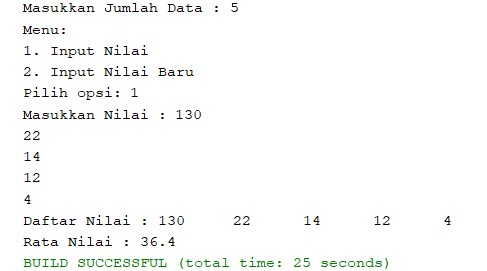 Masukkan Jumlah Data : 5
Menu:
1. Input Nilai
2. Input Nilai Baru
Pilih opsi: 1
Masukkan Nilai : 130
22
14
12
4
Daftar Nilai : 130 22 14 12 4
Rata Nilai : 36.4
BUILD SUCCESSFUL (total time: 25 seconds)